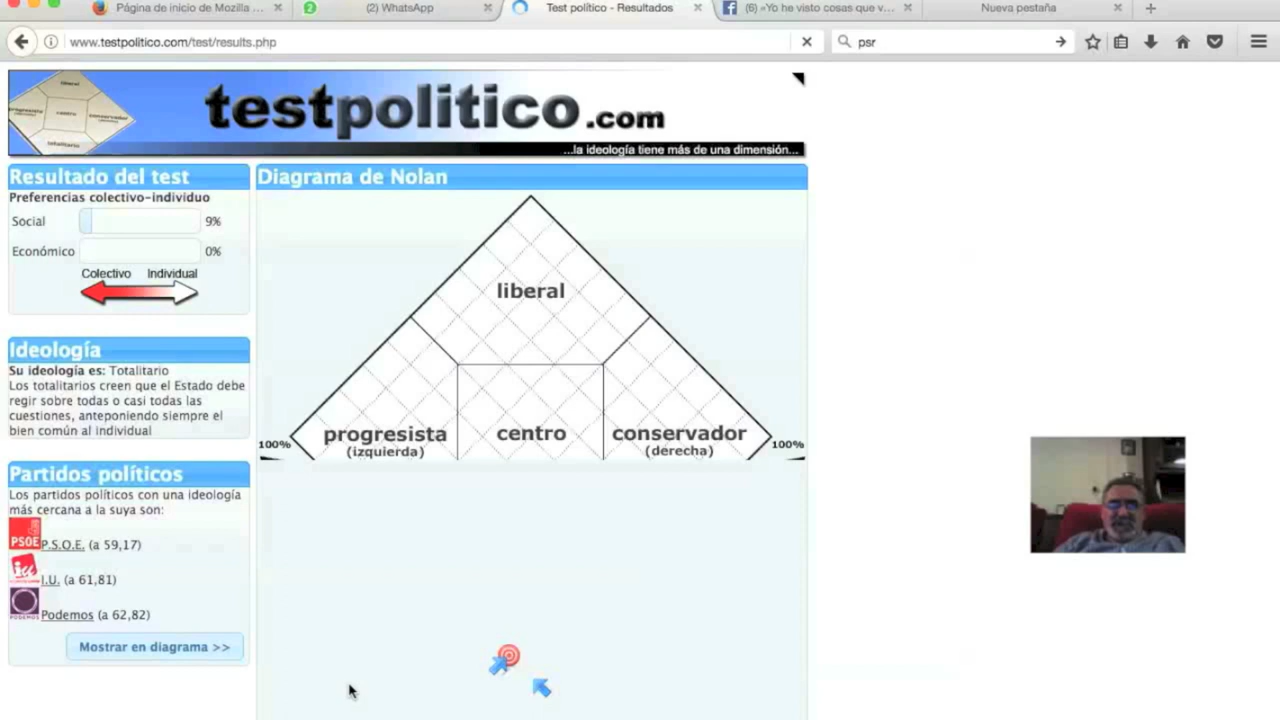 Página de inicio de Mozilla ...
(2) WhatsApp
Test político - Resultados
(6) «Yo he visto cosas que v...
Nueva pestaña
www.testpolitico.com/test/results.php
psr
liberal
centro
conservador
testpolitico.com
...la ideología tiene más de una dimensión...
Resultado del test
Preferencias colectivo-individuo
Social 9%
Económico 0%
Colectivo Individual
Ideología
Su ideología es: Totalitario
Los totalitarios creen que el Estado debe
regir sobre todas o casi todas las
cuestiones, anteponiendo siempre el
bien común al individual
Partidos políticos
Los partidos políticos con una ideología
más cercana a la suya son:
PSOE P.S.O.E. (a 59,17)
iu I.U. (a 61,81)
PODEMOS Podemos (a 62,82)
Mostrar en diagrama >>
Diagrama de Nolan
liberal
progresista
(izquierda)
centro
conservador
(derecha)
100%
100%